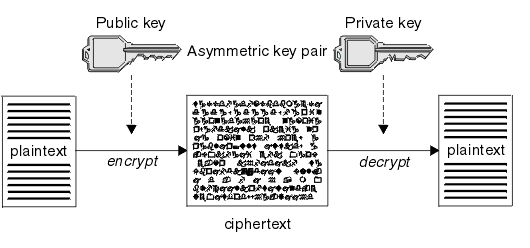 Public key
Private key
Asymmetric key pair
plaintext
encrypt
decrypt
plaintext
ciphertext